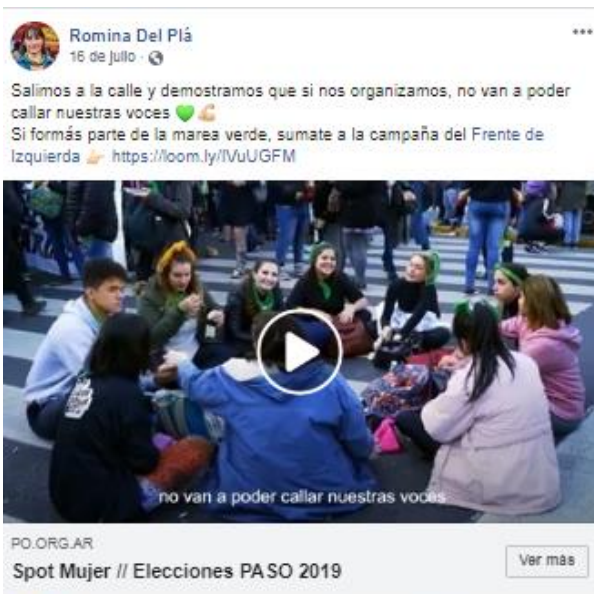 Romina Del Plá
16 de julio ·
Salimos a la calle y demostramos que si nos organizamos, no van a poder
callar nuestras voces 💚 💪🏼
Si formás parte de la marea verde, sumate a la campaña del Frente de
Izquierda 👉🏼 https://loom.ly/IVuUGFM
no van a poder callar nuestras voces
PO.ORG.AR
Spot Mujer // Elecciones PASO 2019
Ver más